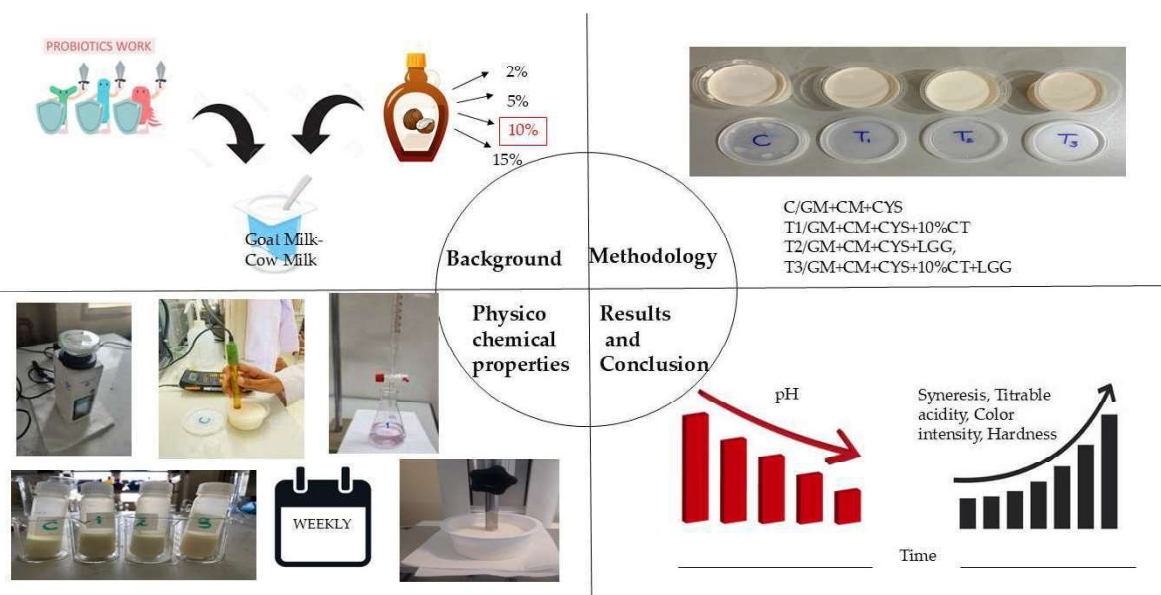 PROBIOTICS WORK
2%
5%
10%
15%
Goat Milk-
Cow Milk
Background
Methodology
C
T1
T2
T3
C/GM+CM+CYS
T1/GM+CM+CYS+10%CT
T2/GM+CM+CYS+LGG,
T3/GM+CM+CYS+10%CT+LGG
Physico
chemical
properties
Results
and
Conclusion
C
C
1
2
3
WEEKLY
pH
Syneresis, Titrable
acidity, Color
intensity, Hardness
Time